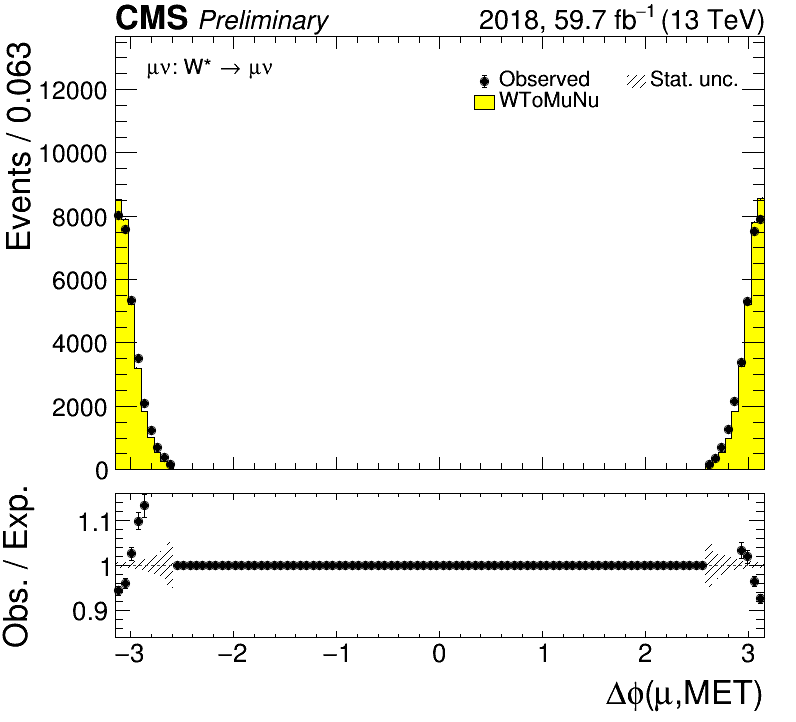 CMS Preliminary 2018, 59.7 fb⁻¹ (13 TeV)
μν: W* → μν
Observed Stat. unc.
WToMuNu
Events / 0.063
12000
10000
8000
6000
4000
2000
0
Obs. / Exp.
1.1
1
0.9
−3 −2 −1 0 1 2 3
Δϕ(μ,MET)